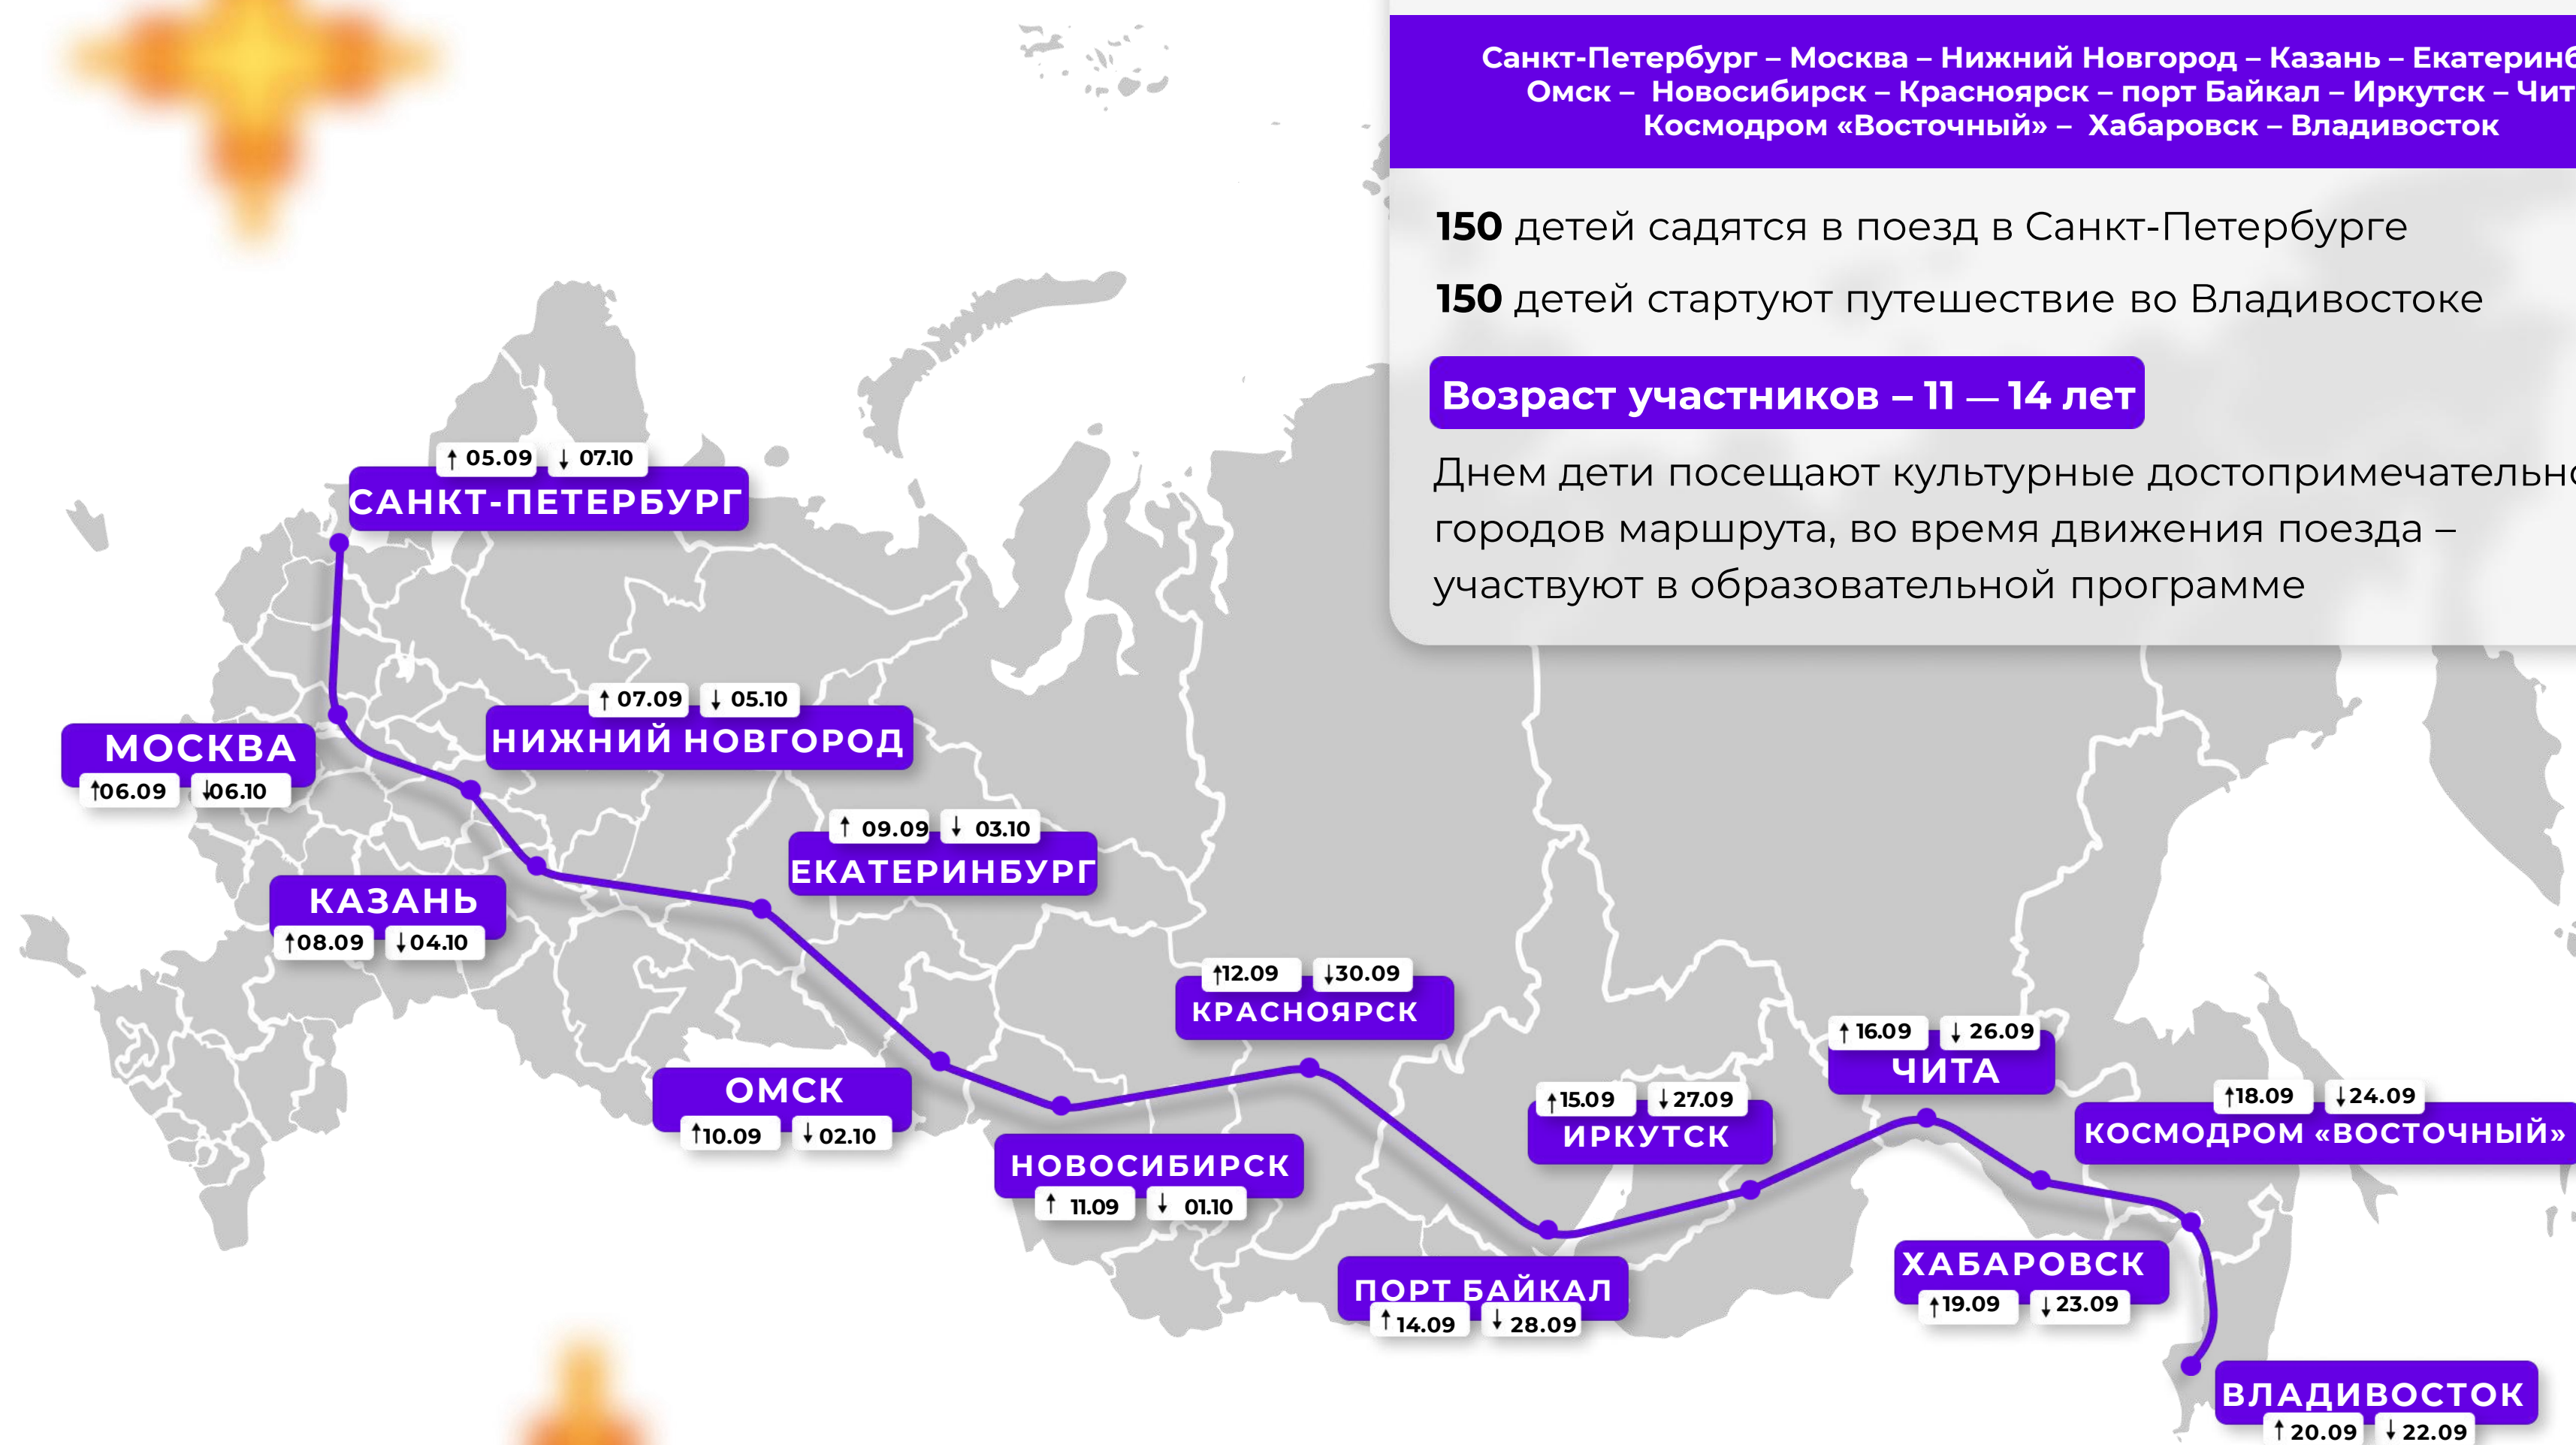 Санкт-Петербург – Москва – Нижний Новгород – Казань – Екатеринб
Омск – Новосибирск – Красноярск – порт Байкал – Иркутск – Чит
Космодром «Восточный» – Хабаровск – Владивосток
150 детей садятся в поезд в Санкт-Петербурге
150 детей стартуют путешествие во Владивостоке
Возраст участников – 11 — 14 лет
Днем дети посещают культурные достопримечательно
городов маршрута, во время движения поезда –
участвуют в образовательной программе
↑ 05.09 ↓ 07.10
САНКТ-ПЕТЕРБУРГ
МОСКВА
↑06.09 ↓06.10
↑ 07.09 ↓ 05.10
НИЖНИЙ НОВГОРОД
КАЗАНЬ
↑08.09 ↓04.10
↑ 09.09 ↓ 03.10
ЕКАТЕРИНБУРГ
ОМСК
↑10.09 ↓ 02.10
НОВОСИБИРСК
↑ 11.09 ↓ 01.10
↑12.09 ↓30.09
КРАСНОЯРСК
ПОРТ БАЙКАЛ
↑ 14.09 ↓ 28.09
↑15.09 ↓27.09
ИРКУТСК
↑ 16.09 ↓ 26.09
ЧИТА
↑18.09 ↓24.09
КОСМОДРОМ «ВОСТОЧНЫЙ»
ХАБАРОВСК
↑19.09 ↓23.09
ВЛАДИВОСТОК
↑ 20.09 ↓ 22.09